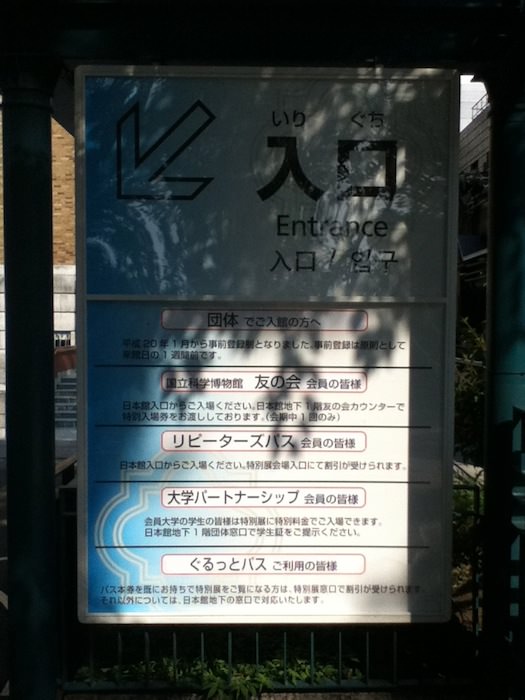 いり ぐち
入口
Entrance
入口 / 입구
団体 でご入館の方へ
平成20年1月から事前登録制となりました。事前登録は原則として
来館日の1週間前です。
国立科学博物館 友の会 会員の皆様
日本館入口からご入場ください。日本館地下1階友の会カウンターで
特別入場券をお渡ししております。(会期中1回のみ)
リピーターズパス 会員の皆様
日本館入口からご入場ください。特別展会場入口にて割引が受けられます。
大学パートナーシップ 会員の皆様
会員大学の学生の皆様は特別展に特別料金でご入場できます。
日本館地下1階団体窓口で学生証をご提示ください。
ぐるっとパス ご利用の皆様
パス本券を既にお持ちで特別展をご覧になる方は、特別展窓口で割引が受けられます。
それ以外については、日本館地下の窓口で対応いたします。